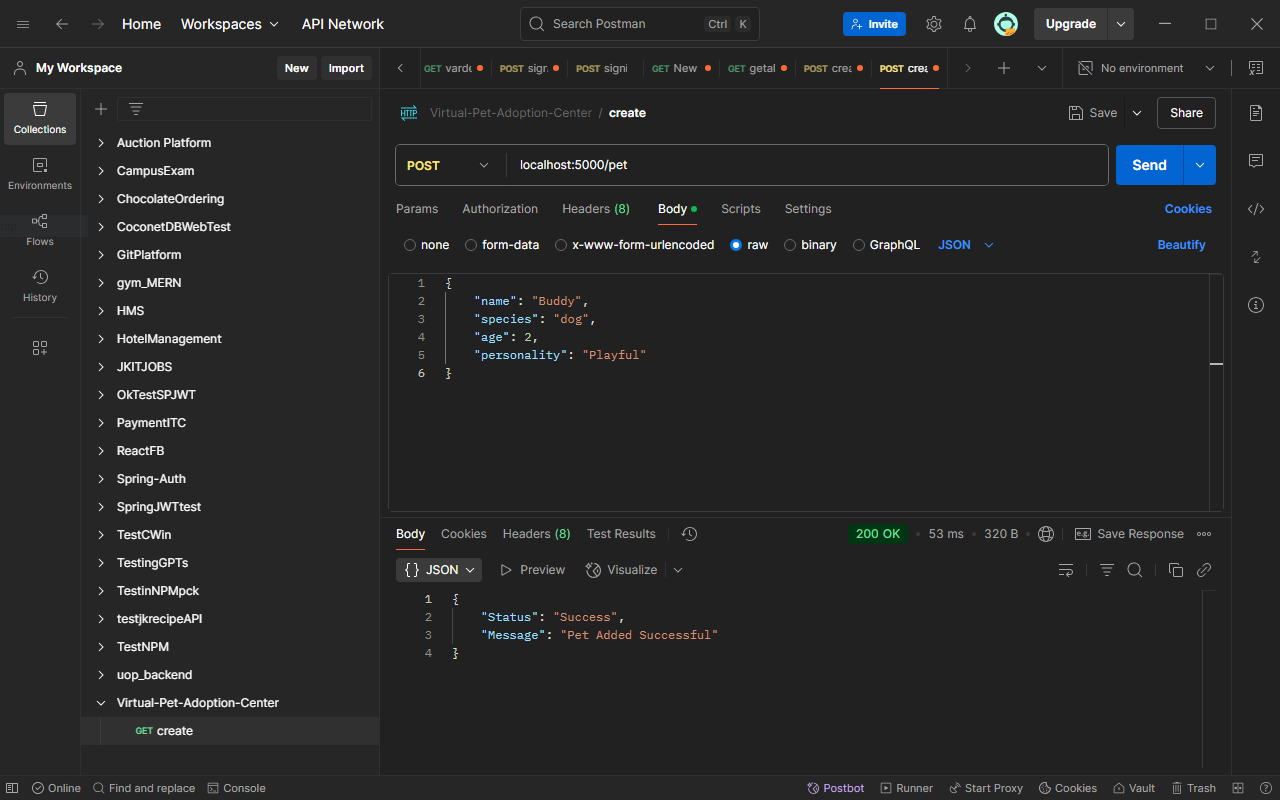 Home Workspaces API Network Search Postman Ctrl K Invite Upgrade
My Workspace New Import GET varde POST sign POST signi GET New GET getal POST crea POST crea No environment
Collections
Environments
Flows
History
Auction Platform
CampusExam
ChocolateOrdering
CoconetDBWebTest
GitPlatform
gym_MERN
HMS
HotelManagement
JKITJOBS
OkTestSPJWT
PaymentITC
ReactFB
Spring-Auth
SpringJWTtest
TestCWin
TestingGPTs
TestinNPMpck
testjkrecipeAPI
TestNPM
uop_backend
Virtual-Pet-Adoption-Center
GET create
HTTP Virtual-Pet-Adoption-Center / create Save Share
POST localhost:5000/pet Send
Params Authorization Headers (8) Body Scripts Settings Cookies
none form-data x-www-form-urlencoded raw binary GraphQL JSON Beautify
1 {
2 "name": "Buddy",
3 "species": "dog",
4 "age": 2,
5 "personality": "Playful"
6 }
Body Cookies Headers (8) Test Results 200 OK 53 ms 320 B e.g. Save Response
{} JSON Preview Visualize
1 {
2 "Status": "Success",
3 "Message": "Pet Added Successful"
4 }
Online Find and replace Console Postbot Runner Start Proxy Cookies Vault Trash